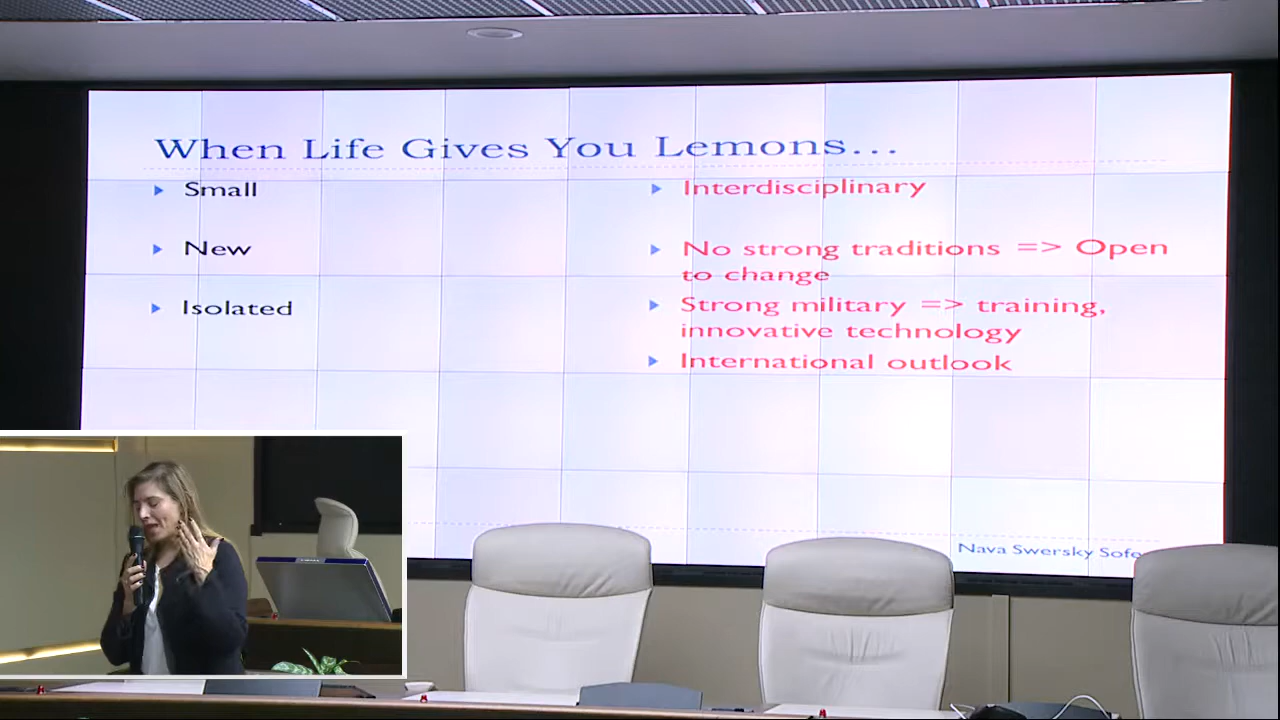 When Life Gives You Lemons...
Small
Interdisciplinary
New
No strong traditions => Open
to change
Isolated
Strong military => training,
innovative technology
International outlook
Nava Swersky